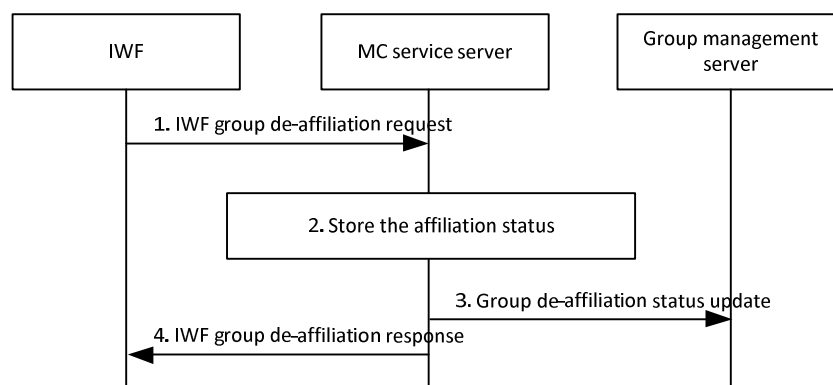 IWF
MC service server
Group management
server
1. IWF group de-affiliation request
2. Store the affiliation status
3. Group de-affiliation status update
4. IWF group de-affiliation response